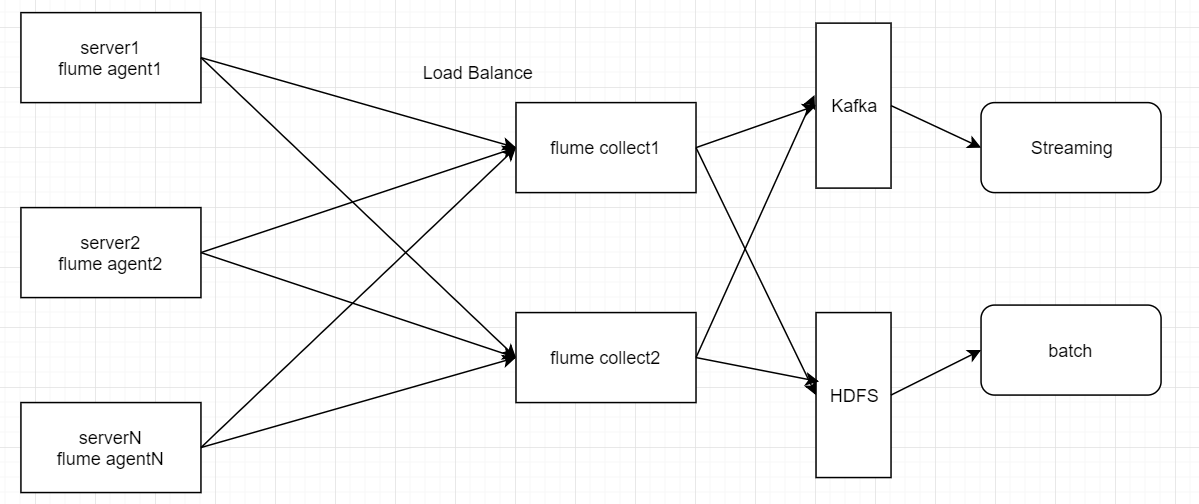 server1
flume agent1
Load Balance
Kafka
flume collect1
Streaming
server2
flume agent2
flume collect2
batch
HDFS
serverN
flume agentN